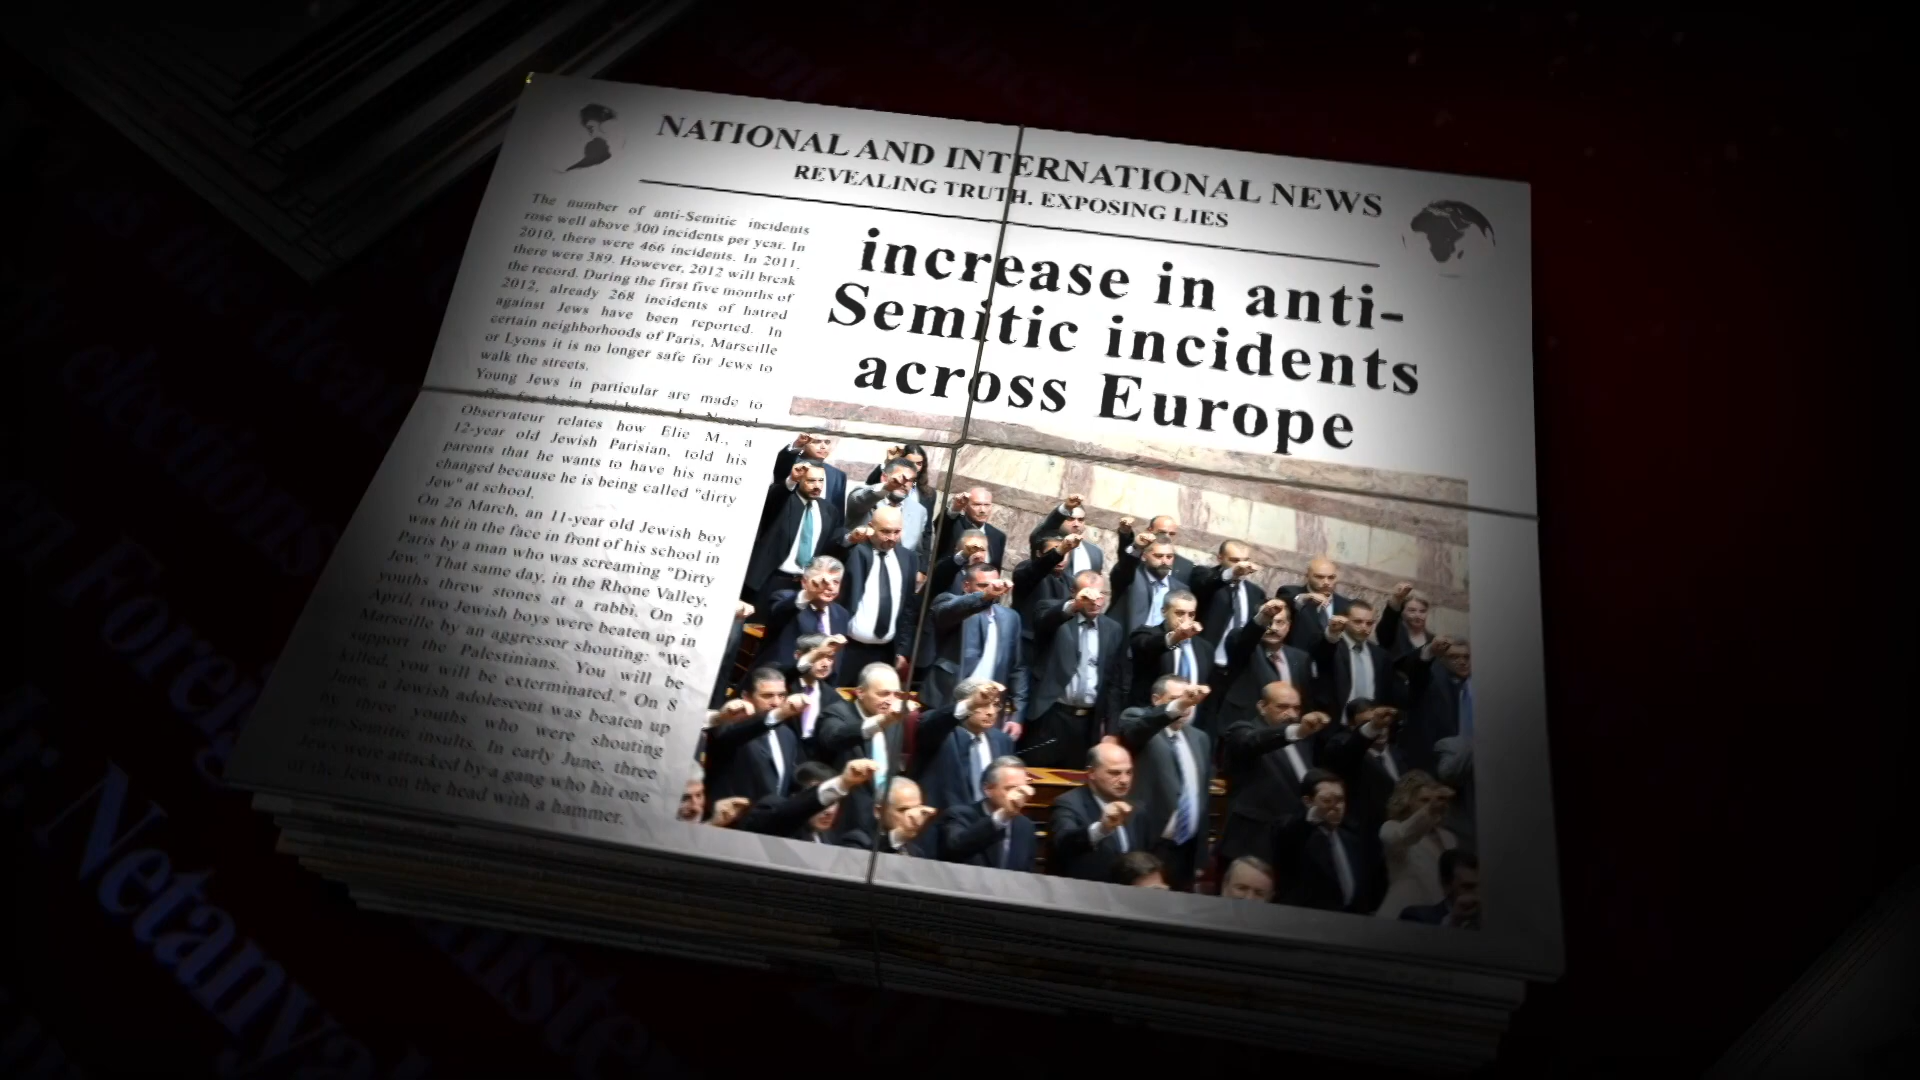 NATIONAL AND INTERNATIONAL NEWS
REVEALING TRUTH. EXPOSING LIES
increase in anti-
Semitic incidents
across Europe
The number of anti-Semitic incidents
rose well above 300 incidents per year. In
2010, there were 466 incidents. In 2011,
there were 389. However, 2012 will break
the record. During the first five months of
2012, already 268 incidents of hatred
against Jews have been reported. In
certain neighborhoods of Paris, Marseille
or Lyons it is no longer safe for Jews to
walk the streets.
Young Jews in particular are made to
for their
Observateur relates how Elie M., a
12-year old Jewish Parisian, told his
parents that he wants to have his name
changed because he is being called "dirty
Jew" at school.
On 26 March, an 11-year old Jewish boy
was hit in the face in front of his school in
Paris by a man who was screaming "Dirty
Jew." That same day, in the Rhone Valley,
youths threw stones at a rabbi. On 30
April, two Jewish boys were beaten up in
Marseille by an aggressor shouting: "We
support the Palestinians. You will be
killed, you will be exterminated." On 8
June, a Jewish adolescent was beaten up
by three youths who were shouting
anti-Semitic insults. In early June, three
Jews were attacked by a gang who hit one
of the Jews on the head with a hammer.
Foreig
Netanya